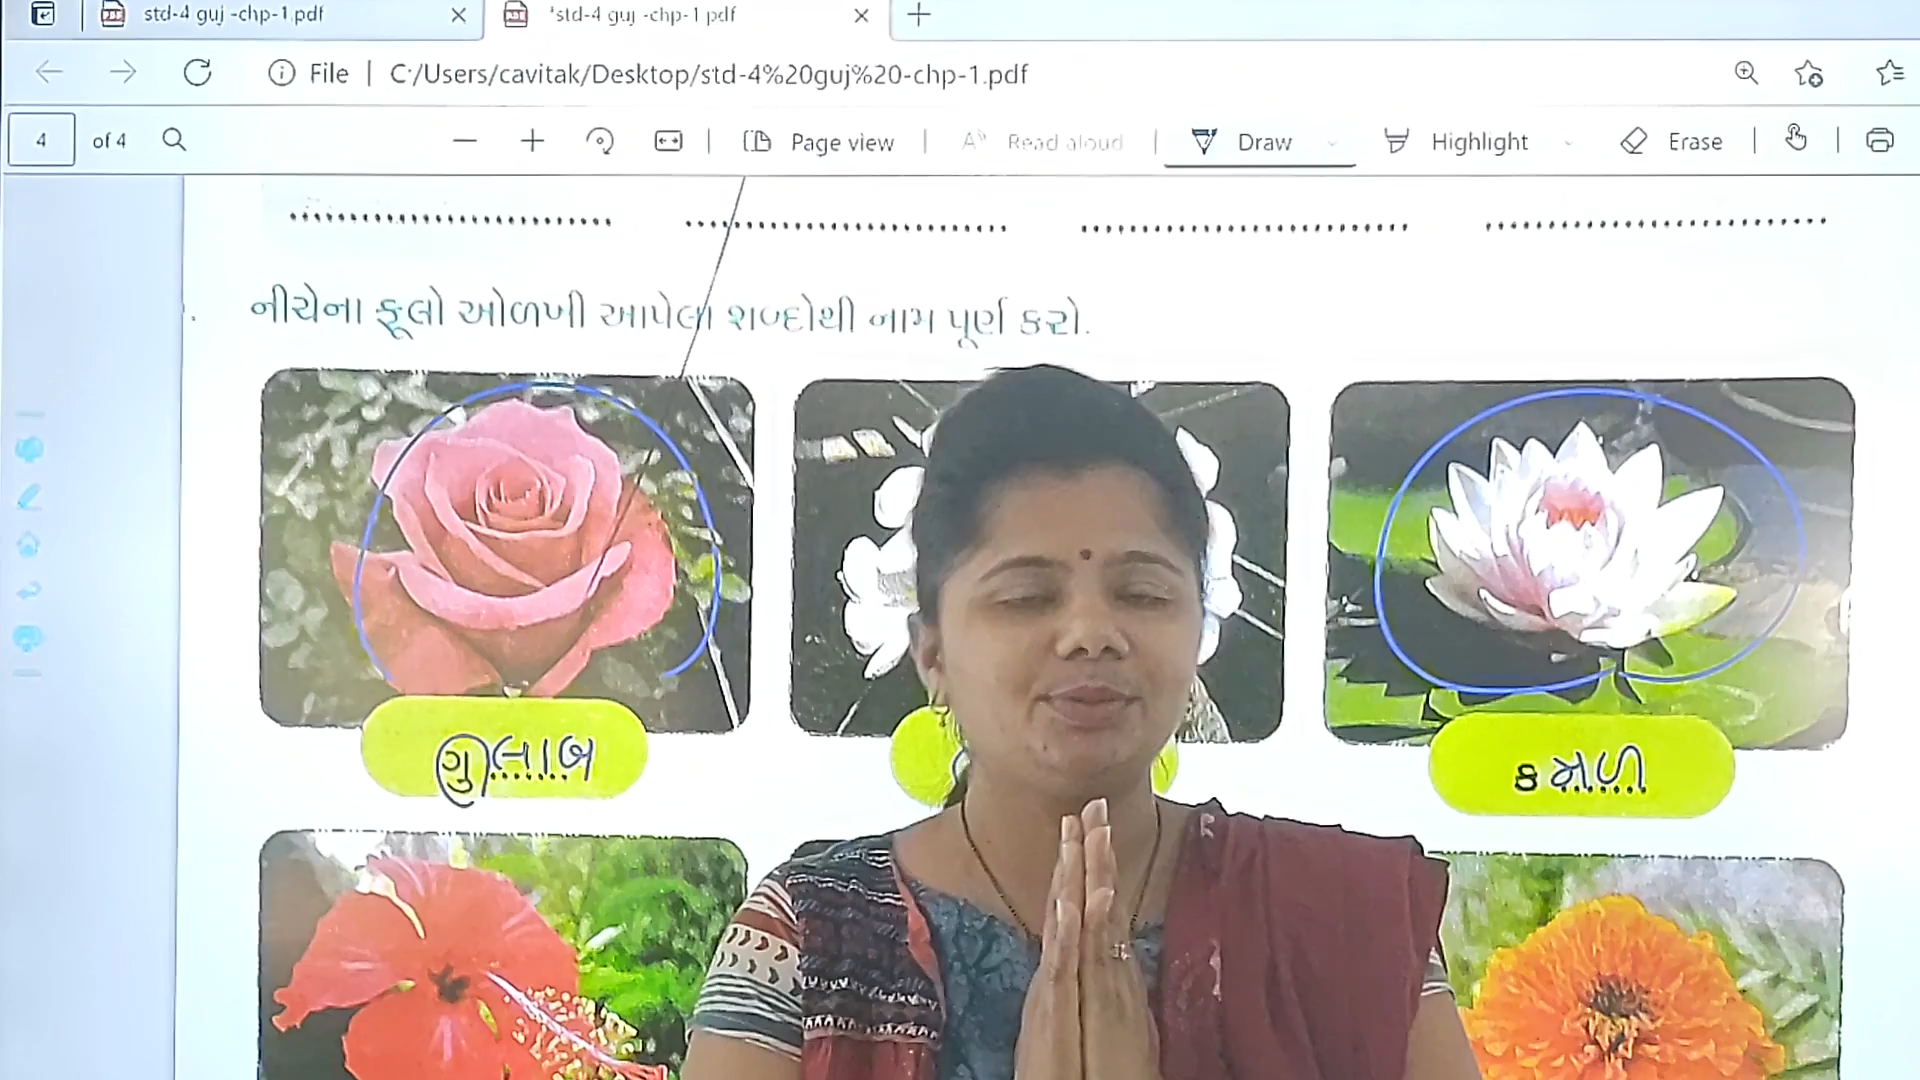 std-4 guj -chp-1.pdf
*std-4 guj -chp-1.pdf
File | C:/Users/cavitak/Desktop/std-4%20guj%20-chp-1.pdf
4 of 4 Page view Read aloud Draw Highlight Erase
નીચેના ફૂલો ઓળખી આપેલા શબ્દોથી નામ પૂર્ણ કરો.
ગુલાબ
કમળ